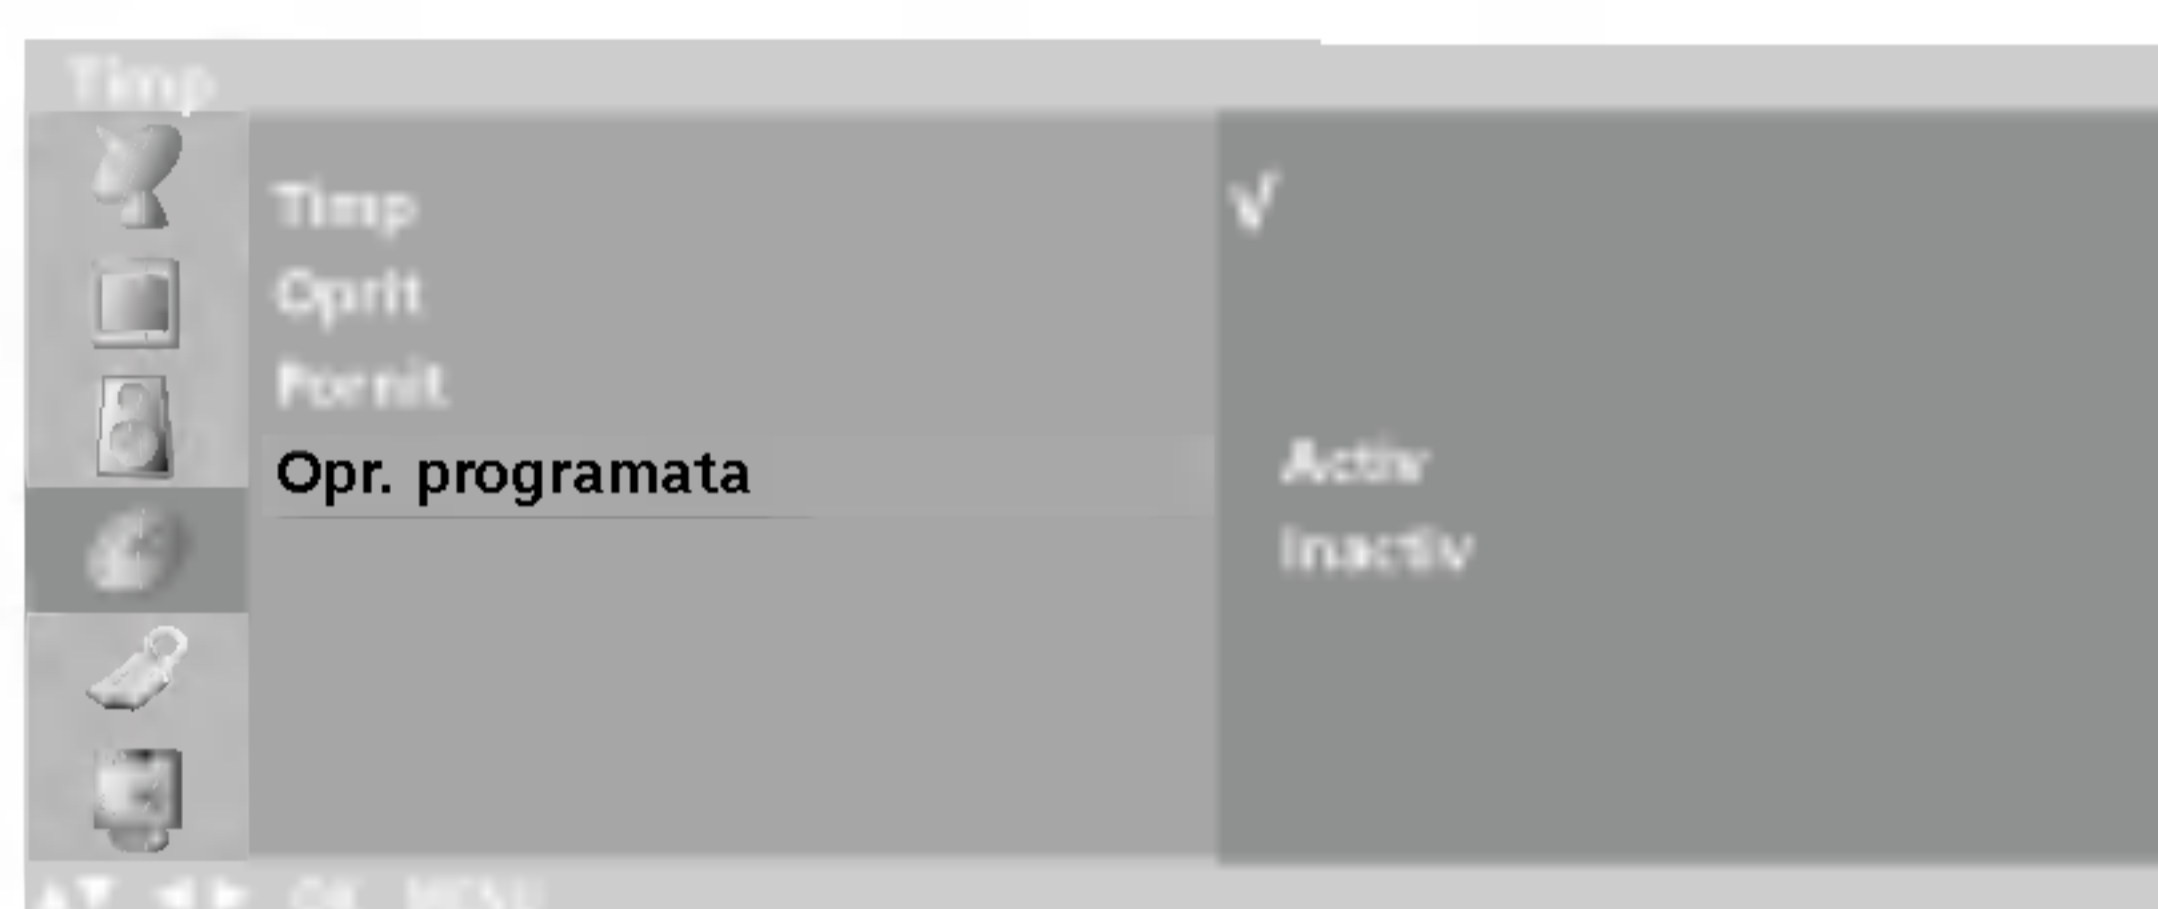 Timp
Timp
√
Oprit
Pornit
Opr. programata
Activ
Inactiv
▲▼ ◄► OK MENU